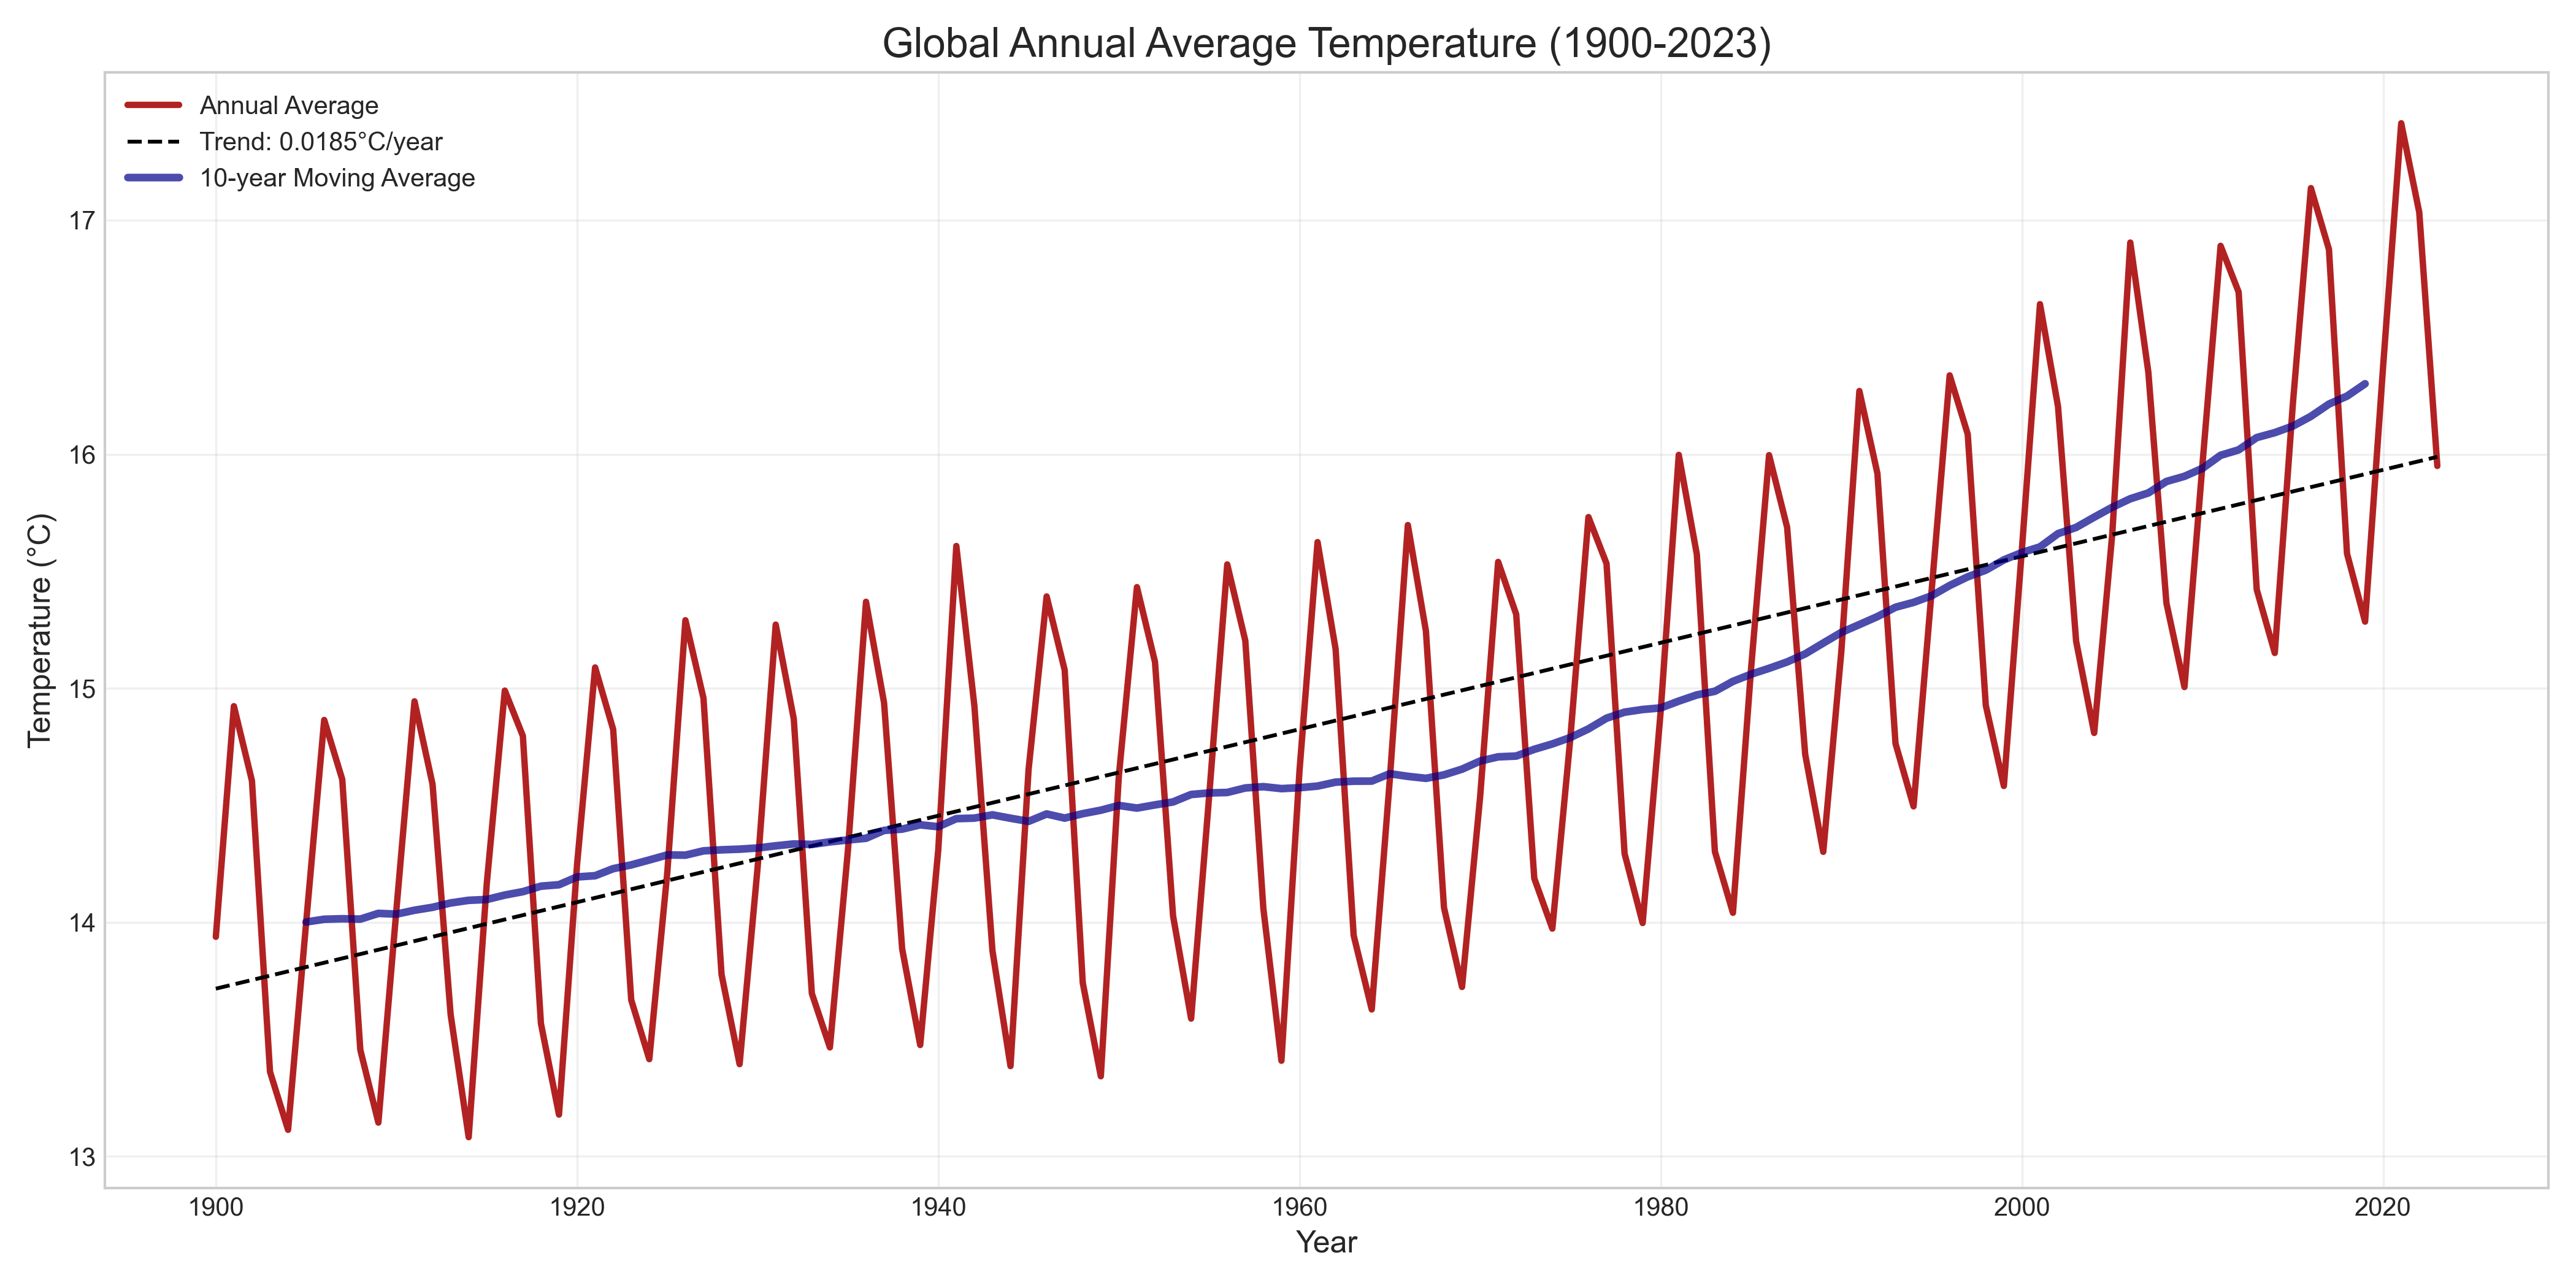 Global Annual Average Temperature (1900-2023)
Annual Average
Trend: 0.0185°C/year
10-year Moving Average
Temperature (°C)
17
16
15
14
13
1900 1920 1940 1960 1980 2000 2020
Year